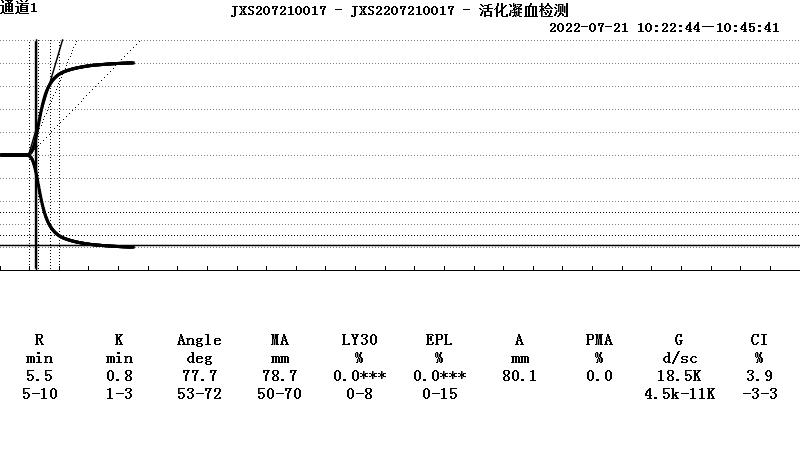 通道1
JXS207210017 - JXS2207210017 - 活化凝血检测
2022-07-21 10:22:44—10:45:41
R K Angle MA LY30 EPL A PMA G CI
min min deg mm % % mm % d/sc %
5.5 0.8 77.7 78.7 0.0*** 0.0*** 80.1 0.0 18.5K 3.9
5-10 1-3 53-72 50-70 0-8 0-15 4.5k-11K -3-3